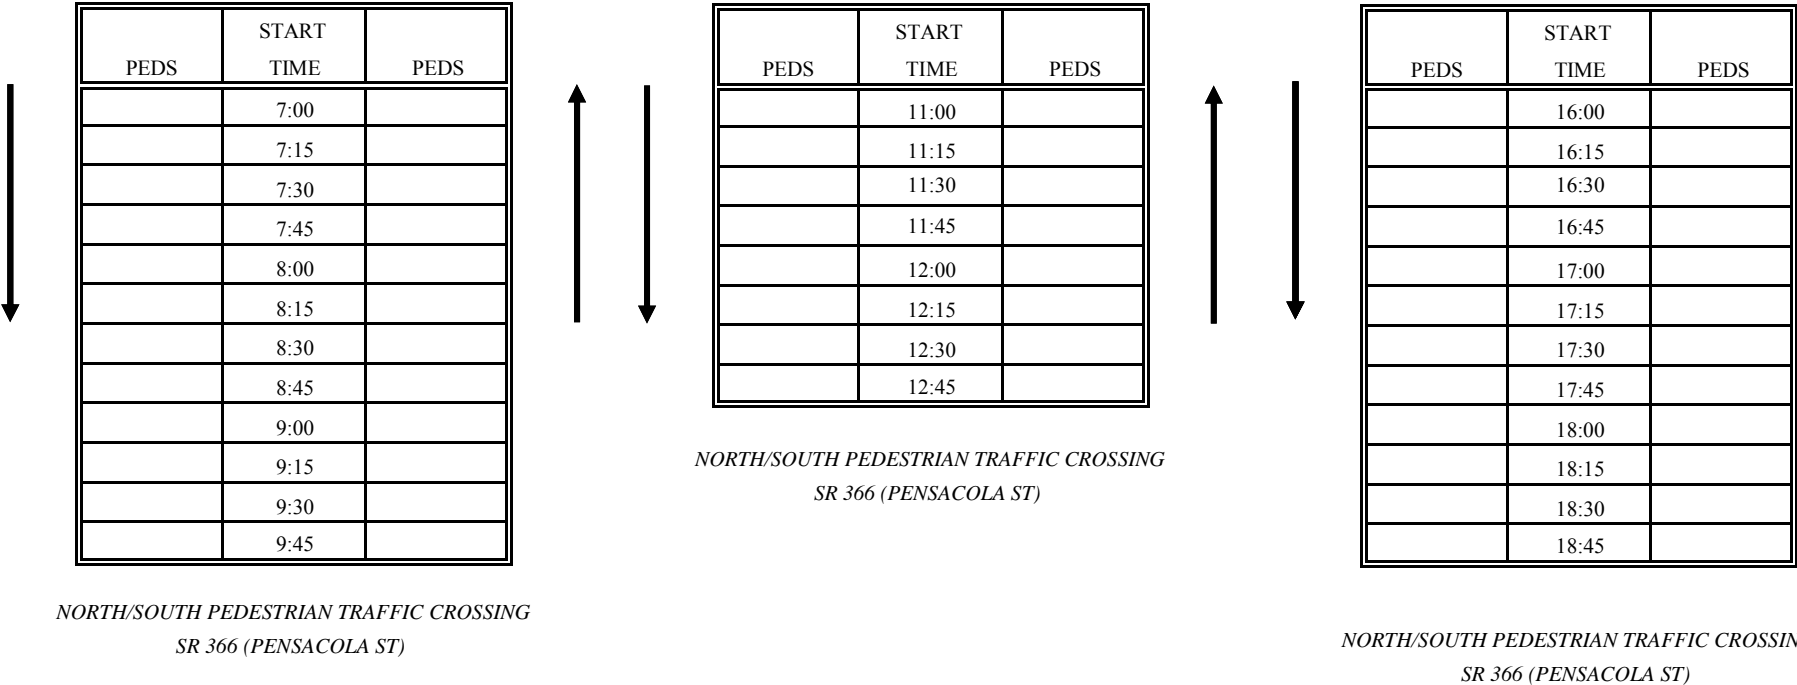 START
PEDS TIME PEDS
7:00
7:15
7:30
7:45
8:00
8:15
8:30
8:45
9:00
9:15
9:30
9:45
NORTH/SOUTH PEDESTRIAN TRAFFIC CROSSING
SR 366 (PENSACOLA ST)
START
PEDS TIME PEDS
11:00
11:15
11:30
11:45
12:00
12:15
12:30
12:45
NORTH/SOUTH PEDESTRIAN TRAFFIC CROSSING
SR 366 (PENSACOLA ST)
START
PEDS TIME PEDS
16:00
16:15
16:30
16:45
17:00
17:15
17:30
17:45
18:00
18:15
18:30
18:45
NORTH/SOUTH PEDESTRIAN TRAFFIC CROSSIN
SR 366 (PENSACOLA ST)